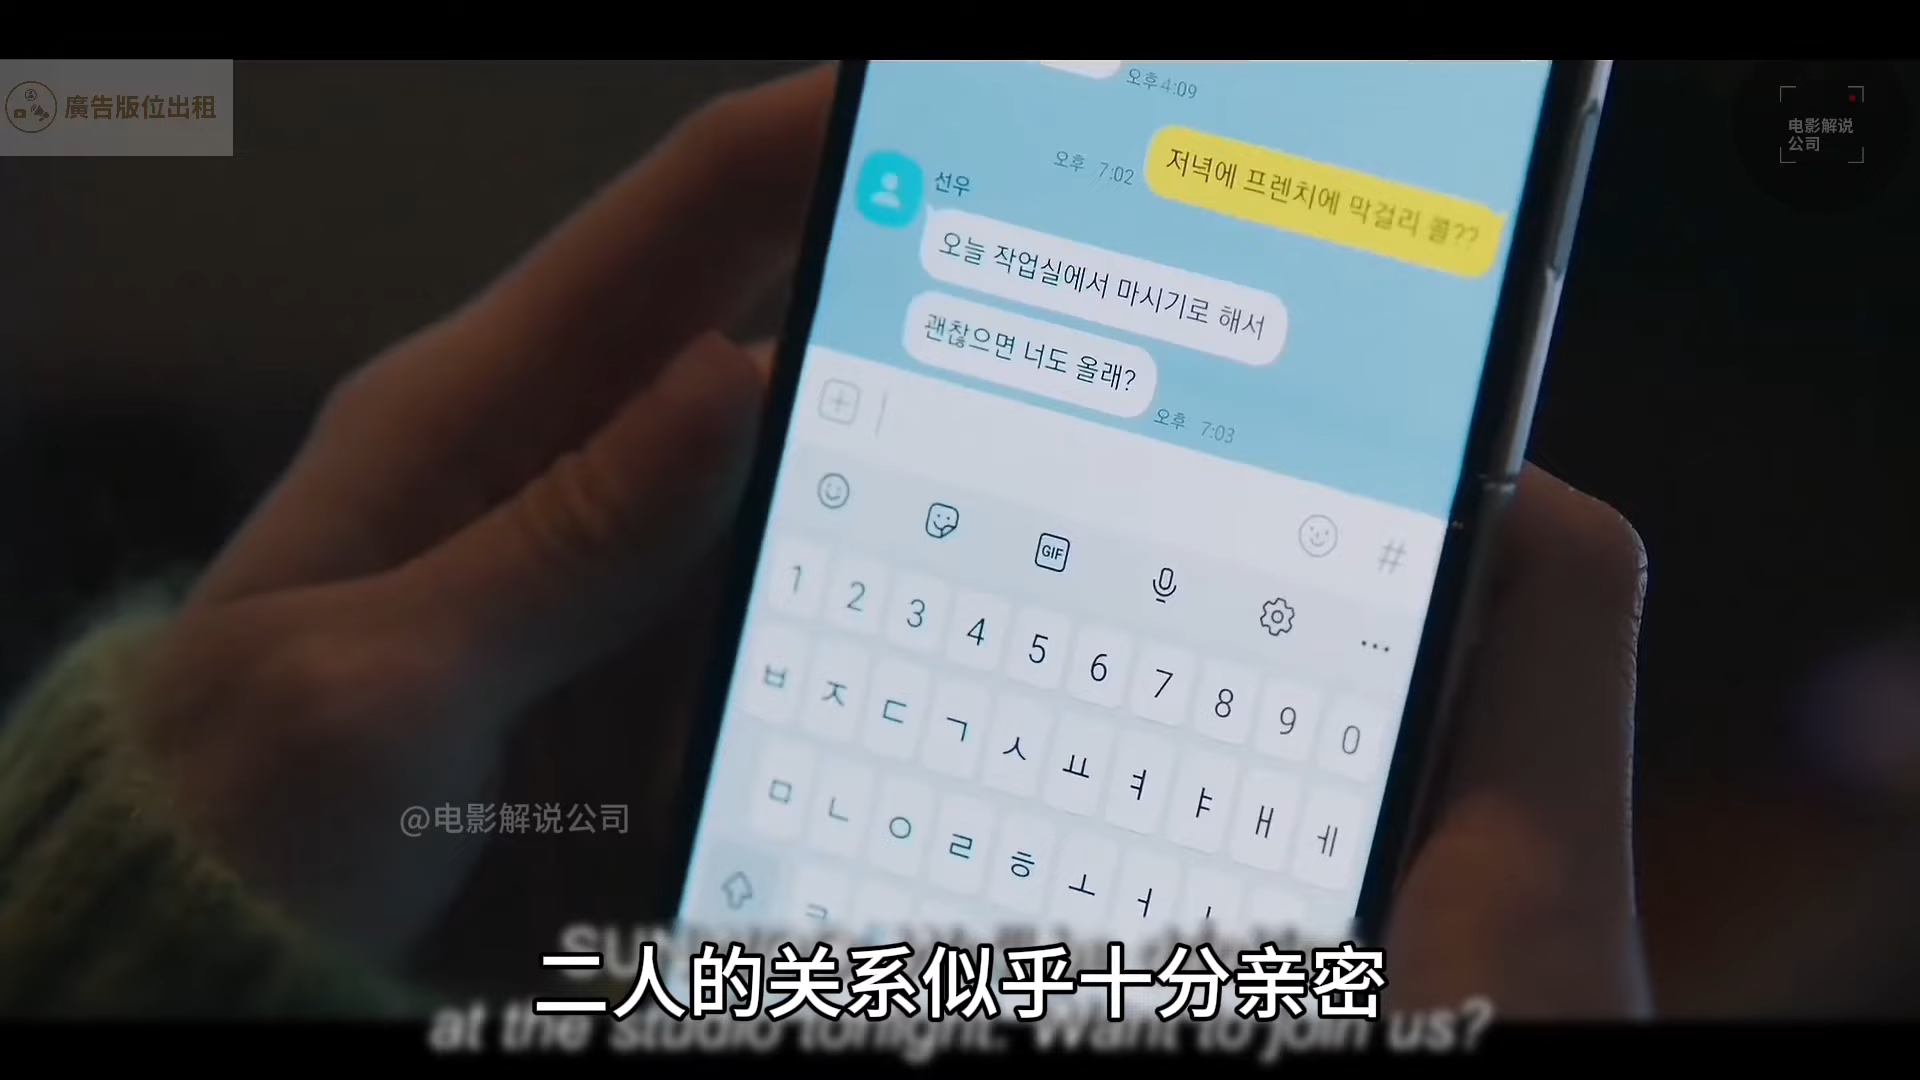 廣告版位出租
电影解说
公司
오후 4:09
저녁에 프렌치에 막걸리 콜??
오후 7:02
선우
오늘 작업실에서 마시기로 해서
괜찮으면 너도 올래?
오후 7:03
#
GIF
1 2 3 4 5 6 7 8 9 0
ㅂ ㅈ ㄷ ㄱ ㅅ ㅛ ㅕ ㅑ ㅐ ㅔ
ㅁ ㄴ ㅇ ㄹ ㅎ ㅗ ㅓ ㅏ
ㅋ
@电影解说公司
二人的关系似乎十分亲密
at the studio tonight. Want to join us?